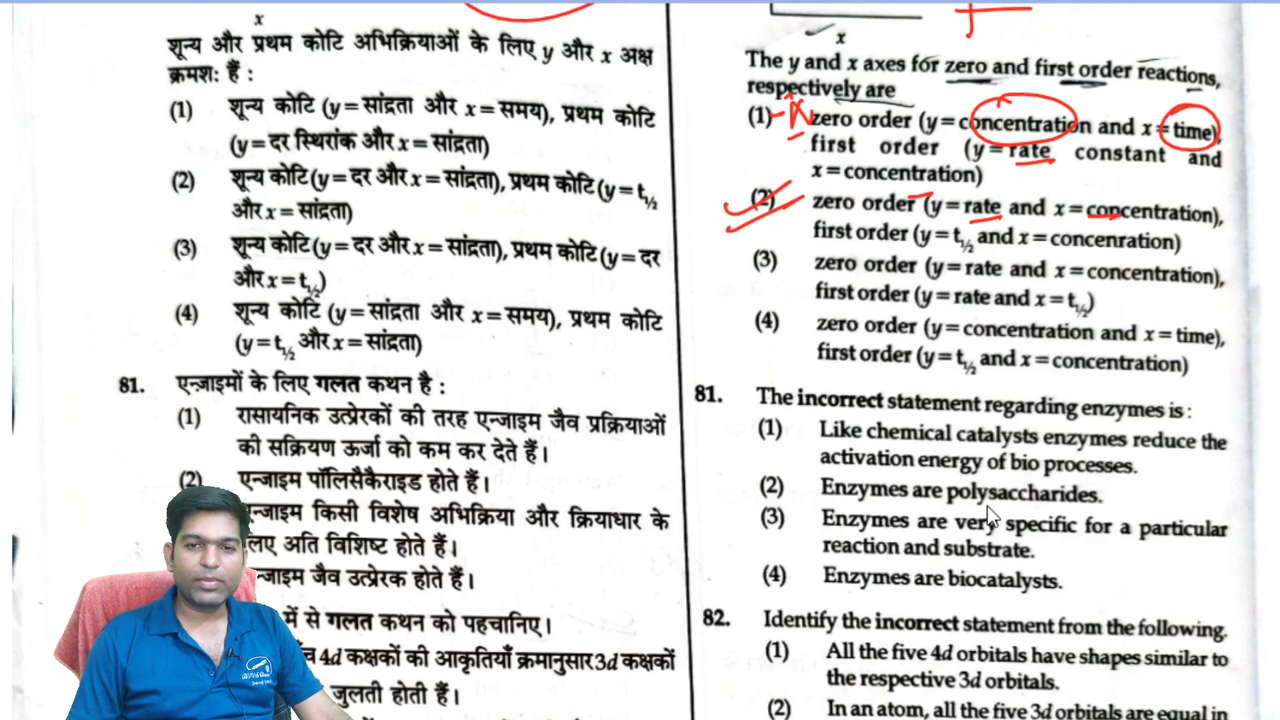 x
शून्य और प्रथम कोटि अभिक्रियाओं के लिए y और x अक्ष
क्रमशः हैं :
(1) शून्य कोटि (y = सांद्रता और x = समय), प्रथम कोटि
(y = दर स्थिरांक और x = सांद्रता)
(2) शून्य कोटि (y = दर और x = सांद्रता), प्रथम कोटि (y = t½
और x = सांद्रता)
(3) शून्य कोटि (y = दर और x = सांद्रता), प्रथम कोटि (y = दर
और x = t½)
(4) शून्य कोटि (y = सांद्रता और x = समय), प्रथम कोटि
(y = t½ और x = सांद्रता)
81. एन्ज़ाइमों के लिए गलत कथन है :
(1) रासायनिक उत्प्रेरकों की तरह एन्जाइम जैव प्रक्रियाओं
की सक्रियण ऊर्जा को कम कर देते हैं।
(2) एन्जाइम पॉलिसैकैराइड होते हैं।
एन्जाइम किसी विशेष अभिक्रिया और क्रियाधार के
लिए अति विशिष्ट होते हैं।
न्जाइम जैव उत्प्रेरक होते हैं।
में से गलत कथन को पहचानिए।
4d कक्षकों की आकृतियाँ क्रमानुसार 3d कक्षकों
जुलती होती हैं।
x
The y and x axes for zero and first order reactions,
respectively are
(1) zero order (y = concentration and x = time),
first order (y = rate constant and
x = concentration)
(2) zero order (y = rate and x = concentration),
first order (y = t½ and x = concenration)
(3) zero order (y = rate and x = concentration),
first order (y = rate and x = t½)
(4) zero order (y = concentration and x = time),
first order (y = t½ and x = concentration)
81. The incorrect statement regarding enzymes is :
(1) Like chemical catalysts enzymes reduce the
activation energy of bio processes.
(2) Enzymes are polysaccharides.
(3) Enzymes are very specific for a particular
reaction and substrate.
(4) Enzymes are biocatalysts.
82. Identify the incorrect statement from the following.
(1) All the five 4d orbitals have shapes similar to
the respective 3d orbitals.
(2) In an atom, all the five 3d orbitals are equal in